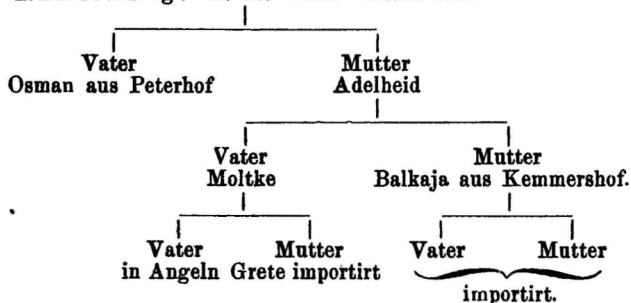 Vater Mutter
Osman aus Peterhof Adelheid
Vater Mutter
Moltke Balkaja aus Kemmershof.
Vater Mutter Vater Mutter
in Angeln Grete importirt
importirt.